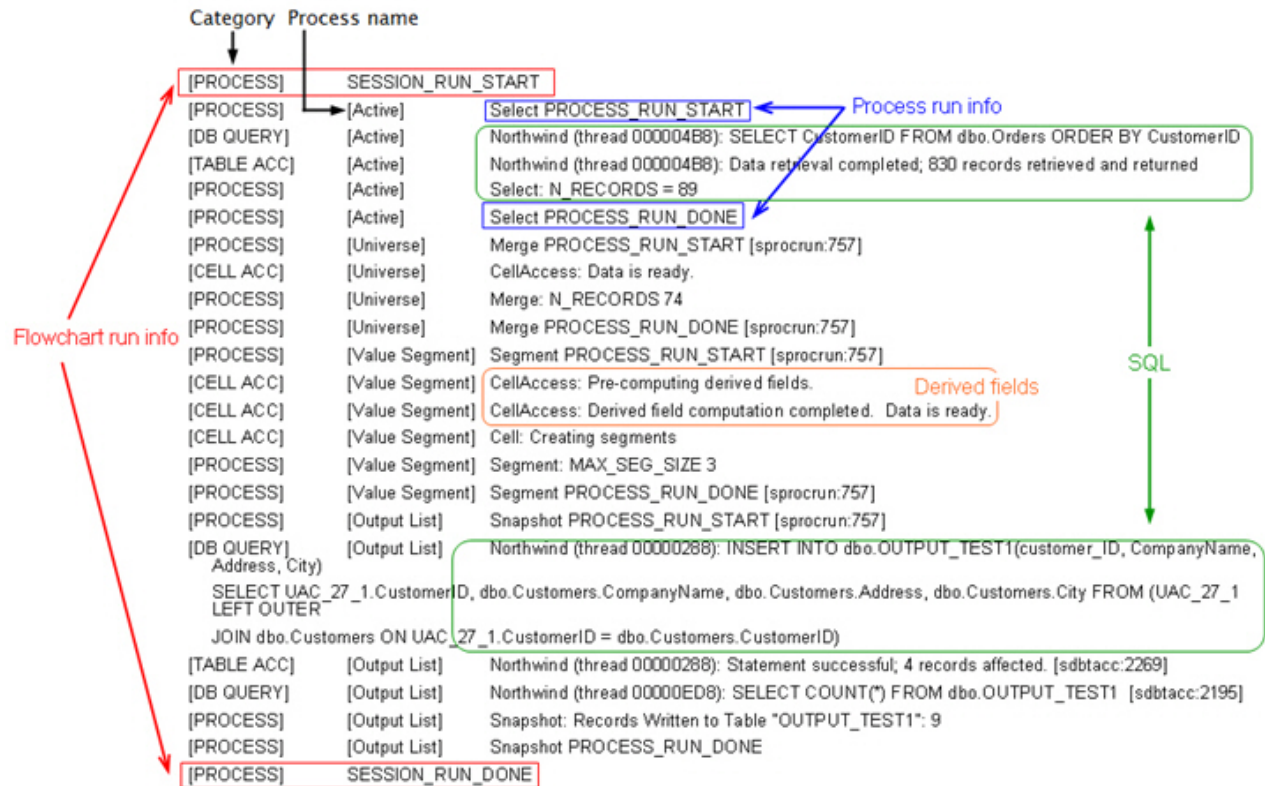 Category Process name
[PROCESS] SESSION_RUN_START
[PROCESS] [Active] Select PROCESS_RUN_START Process run info
[DB QUERY] [Active] Northwind (thread 000004B8): SELECT CustomerID FROM dbo.Orders ORDER BY CustomerID
[TABLE ACC] [Active] Northwind (thread 000004B8): Data retrieval completed; 830 records retrieved and returned
[PROCESS] [Active] Select: N_RECORDS = 89
[PROCESS] [Active] Select PROCESS_RUN_DONE
[PROCESS] [Universe] Merge PROCESS_RUN_START [sprocrun:757]
[CELL ACC] [Universe] CellAccess: Data is ready.
[PROCESS] [Universe] Merge: N_RECORDS 74
[PROCESS] [Universe] Merge PROCESS_RUN_DONE [sprocrun:757]
Flowchart run info
[PROCESS] [Value Segment] Segment PROCESS_RUN_START [sprocrun:757]
SQL
[CELL ACC] [Value Segment] CellAccess: Pre-computing derived fields. Derived fields
[CELL ACC] [Value Segment] CellAccess: Derived field computation completed. Data is ready.
[CELL ACC] [Value Segment] Cell: Creating segments
[PROCESS] [Value Segment] Segment: MAX_SEG_SIZE 3
[PROCESS] [Value Segment] Segment PROCESS_RUN_DONE [sprocrun:757]
[PROCESS] [Output List] Snapshot PROCESS_RUN_START [sprocrun:757]
[DB QUERY] [Output List] Northwind (thread 00000288): INSERT INTO dbo.OUTPUT_TEST1(customer_ID, CompanyName,
Address, City)
SELECT UAC_27_1.CustomerID, dbo.Customers.CompanyName, dbo.Customers.Address, dbo.Customers.City FROM (UAC_27_1
LEFT OUTER
JOIN dbo.Customers ON UAC_27_1.CustomerID = dbo.Customers.CustomerID)
[TABLE ACC] [Output List] Northwind (thread 00000288): Statement successful; 4 records affected. [sdbtacc:2269]
[DB QUERY] [Output List] Northwind (thread 00000ED8): SELECT COUNT(*) FROM dbo.OUTPUT_TEST1 [sdbtacc:2195]
[PROCESS] [Output List] Snapshot: Records Written to Table "OUTPUT_TEST1": 9
[PROCESS] [Output List] Snapshot PROCESS_RUN_DONE
[PROCESS] SESSION_RUN_DONE